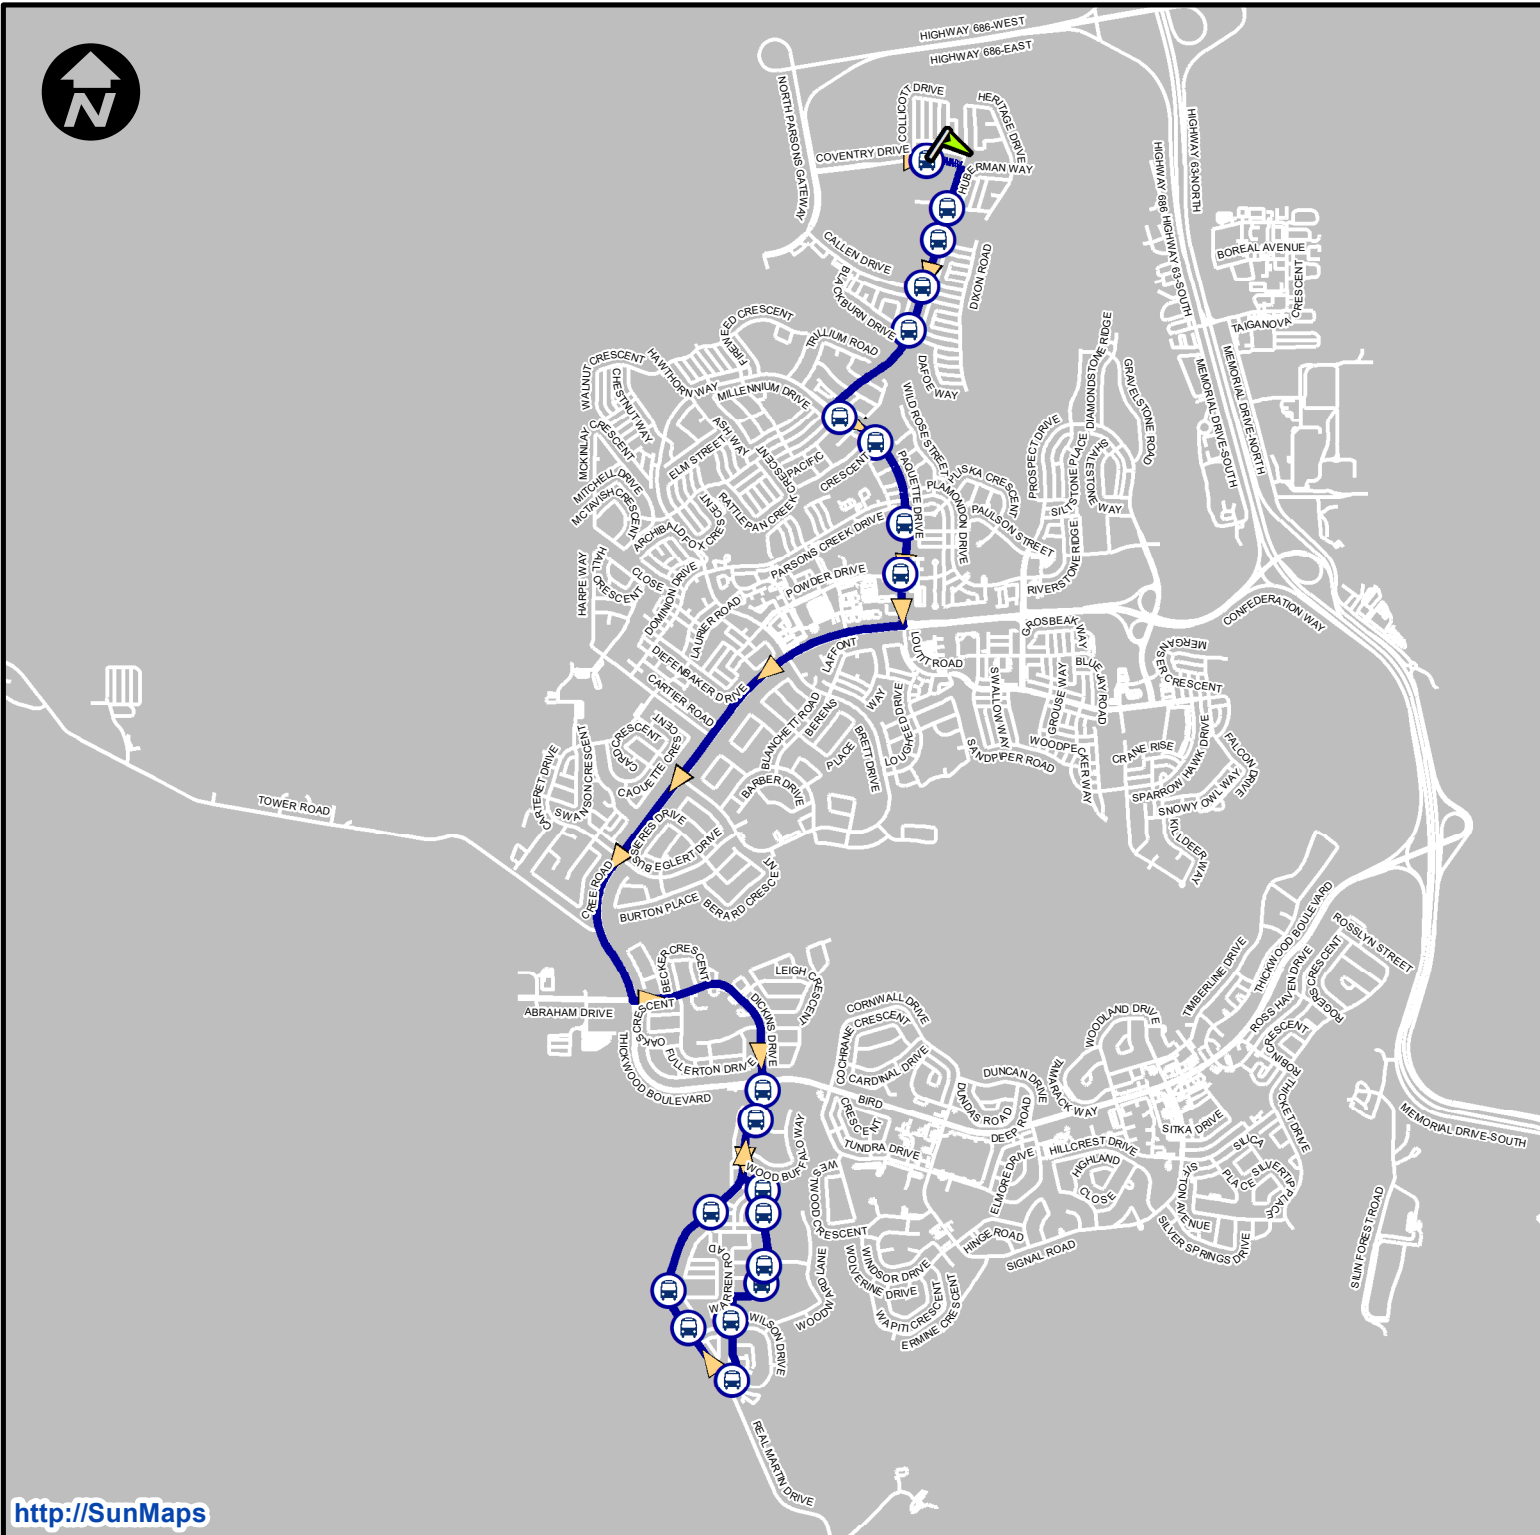 HIGHWAY 686-WEST
HIGHWAY 686-EAST
N
NORTH PARSONS GATEWAY
COLLICOTT DRIVE
HERITAGE DRIVE
COVENTRY DRIVE
HUBERMAN WAY
HIGHWAY 63-NORTH
HIGHWAY 686 HIGHWAY 63-SOUTH
CALLEN DRIVE
BLACKBURN DRIVE
DIXON ROAD
BOREAL AVENUE
TAIGANOVA CRESCENT
FIREWEED CRESCENT
TRILLIUM ROAD
DAFOE WAY
WALNUT CRESCENT
HAWTHORN WAY
CHESTNUT WAY
MILLENNIUM DRIVE
WILD ROSE STREET
DIAMONDSTONE RIDGE
GRAVELSTONE ROAD
MEMORIAL DRIVE-SOUTH
MEMORIAL DRIVE-NORTH
MCKINLAY CRESCENT
ASH WAY
ELM STREET
PACIFIC CRESCENT
PROSPECT DRIVE
SILTSTONE PLACE
SHALESTONE WAY
MITCHELL DRIVE
MCTAVISH CRESCENT
RATTLEPAN CREEK CRESCENT
PAQUETTE DRIVE
HUSKA CRESCENT
PLAMONDON DRIVE
PAULSON STREET
ARCHIBALD CLOSE
FOX CRESCENT
PARSONS CREEK DRIVE
HARPE WAY
HALL CRESCENT
DOMINION DRIVE
POWDER DRIVE
RIVERSTONE RIDGE
CONFEDERATION WAY
LAURIER ROAD
LAFFONT WAY
LOUTIT ROAD
GROSBEAK WAY
MERGANSER CRESCENT
DIEFENBAKER DRIVE
CARTIER ROAD
BLUE JAY ROAD
SWALLOW WAY
GROUSE WAY
BLANCHETT ROAD
BERENS PLACE
LOUGHEED DRIVE
BRETT DRIVE
CARD CRESCENT
CAOUETTE CRESCENT
CARTERET DRIVE
SWANSON CRESCENT
SANDPIPER ROAD
WOODPECKER WAY
CRANE RISE
SPARROW HAWK DRIVE
FALCON DRIVE
SNOWY OWL WAY
KILLDEER WAY
BARBER DRIVE
TOWER ROAD
BUSSIERES DRIVE
EGLERT DRIVE
CREE ROAD
BURTON PLACE
BERARD CRESCENT
THICKWOOD BOULEVARD
ROSSLYN STREET
TIMBERLINE DRIVE
ROSS HAVEN DRIVE
ROGERS CRESCENT
BECKER CRESCENT
LEIGH CRESCENT
DICKINS DRIVE
CORNWALL DRIVE
COCHRANE CRESCENT
WOODLAND DRIVE
ROBIN CRESCENT
ABRAHAM DRIVE
OAKS CRESCENT
FULLERTON DRIVE
THICKWOOD BOULEVARD
CARDINAL DRIVE
DUNCAN DRIVE
DUNDAS ROAD
TAMARACK WAY
THICKET DRIVE
BIRD CRESCENT
DEEP ROAD
TUNDRA DRIVE
SITKA DRIVE
SILICA PLACE
MEMORIAL DRIVE-SOUTH
HILLCREST DRIVE
HIGHLAND CLOSE
ELMORE DRIVE
WOOD BUFFALO WAY
WESTWOOD CRESCENT
SIFTON AVENUE
SILVERTIP PLACE
SILVER SPRINGS DRIVE
HINGE ROAD
SIGNAL ROAD
SILIN FOREST ROAD
WARREN ROAD
WOODWARD LANE
WINDSOR DRIVE
WOLVERINE DRIVE
WAPITI CRESCENT
ERMINE CRESCENT
WILSON DRIVE
REAL MARTIN DRIVE
http://SunMaps